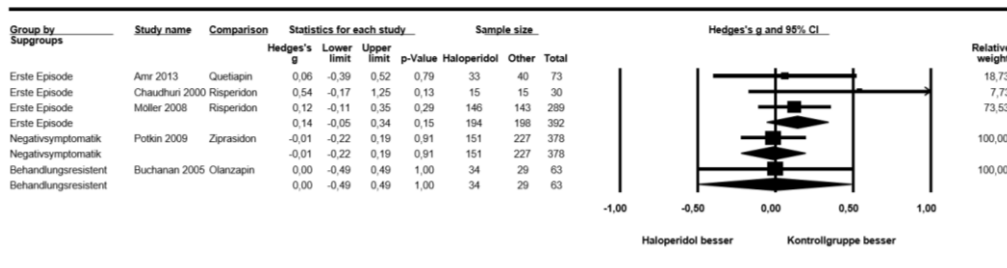 Group by Study name Comparison Statistics for each study Sample size Hedges's g and 95% CI
Supgroups
Hedges's g Lower limit Upper limit p-Value Haloperidol Other Total Relative weight
Erste Episode Amr 2013 Quetiapin 0,06 -0,39 0,52 0,79 33 40 73 18,73
Erste Episode Chaudhuri 2000 Risperidon 0,54 -0,17 1,25 0,13 15 15 30 7,73
Erste Episode Möller 2008 Risperidon 0,12 -0,11 0,35 0,29 146 143 289 73,53
Erste Episode 0,14 -0,05 0,34 0,15 194 198 392
Negativsymptomatik Potkin 2009 Ziprasidon -0,01 -0,22 0,19 0,91 151 227 378 100,00
Negativsymptomatik -0,01 -0,22 0,19 0,91 151 227 378
Behandlungsresistent Buchanan 2005 Olanzapin 0,00 -0,49 0,49 1,00 34 29 63 100,00
Behandlungsresistent 0,00 -0,49 0,49 1,00 34 29 63
-1,00 -0,50 0,00 0,50 1,00
Haloperidol besser Kontrollgruppe besser